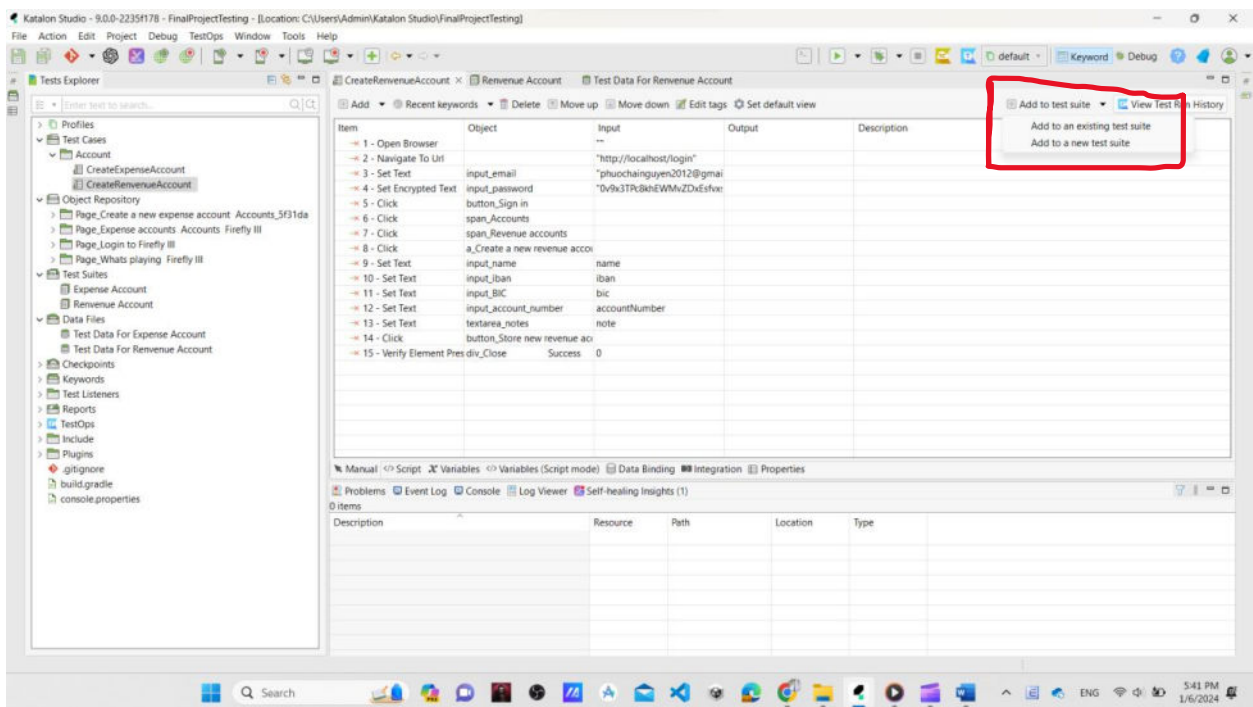 Katalon Studio - 9.0.0-2235f178 - FinalProjectTesting - [Location: C:\Users\Admin\Katalon Studio\FinalProjectTesting]
File Action Edit Project Debug TestOps Window Tools Help
default Keyword Debug
Tests Explorer
CreateRenvenueAccount Renvenue Account Test Data For Renvenue Account
Enter text to search...
Add Recent keywords Delete Move up Move down Edit tags Set default view Add to test suite View Test Run History
Add to an existing test suite
Add to a new test suite
Profiles
Test Cases
Account
CreateExpenseAccount
CreateRenvenueAccount
Object Repository
Page_Create a new expense account Accounts_5f31da
Page_Expense accounts Accounts Firefly III
Page_Login to Firefly III
Page_Whats playing Firefly III
Test Suites
Expense Account
Renvenue Account
Data Files
Test Data For Expense Account
Test Data For Renvenue Account
Checkpoints
Keywords
Test Listeners
Reports
TestOps
Include
Plugins
.gitignore
build.gradle
console.properties
Item Object Input Output Description
1 - Open Browser ""
2 - Navigate To Url "http://localhost/login"
3 - Set Text input_email "phuochainguyen2012@gmai
4 - Set Encrypted Text input_password
5 - Click button_Sign in
6 - Click span_Accounts
7 - Click span_Revenue accounts
8 - Click a_Create a new revenue accou
9 - Set Text input_name name
10 - Set Text input_iban iban
11 - Set Text input_BIC bic
12 - Set Text input_account_number accountNumber
13 - Set Text textarea_notes note
14 - Click button_Store new revenue acc
15 - Verify Element Pres div_Close Success 0
Manual Script Variables Variables (Script mode) Data Binding Integration Properties
Problems Event Log Console Log Viewer Self-healing Insights (1)
0 items
Description Resource Path Location Type
Search
ENG
5:41 PM
1/6/2024